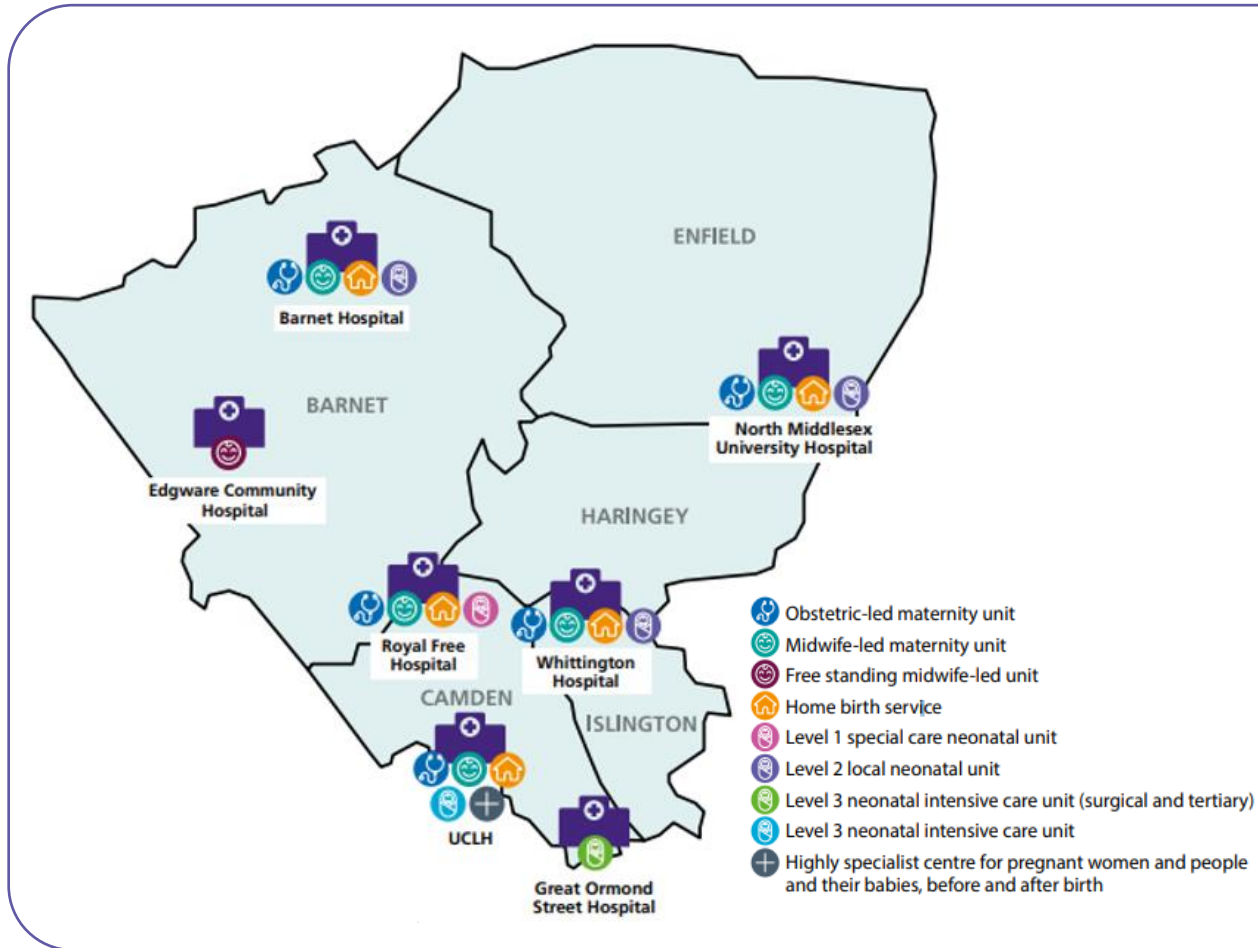 ENFIELD
Barnet Hospital
BARNET
North Middlesex
University Hospital
Edgware Community
Hospital
HARINGEY
Royal Free
Hospital
Whittington
Hospital
CAMDEN
ISLINGTON
UCLH
Great Ormond
Street Hospital
Obstetric-led maternity unit
Midwife-led maternity unit
Free standing midwife-led unit
Home birth service
Level 1 special care neonatal unit
Level 2 local neonatal unit
Level 3 neonatal intensive care unit (surgical and tertiary)
Level 3 neonatal intensive care unit
Highly specialist centre for pregnant women and people
and their babies, before and after birth